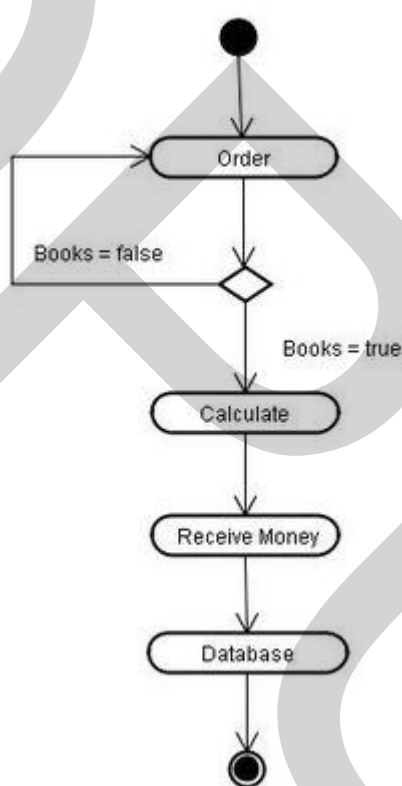 Order
Books = false
Books = true
Calculate
Receive Money
Database